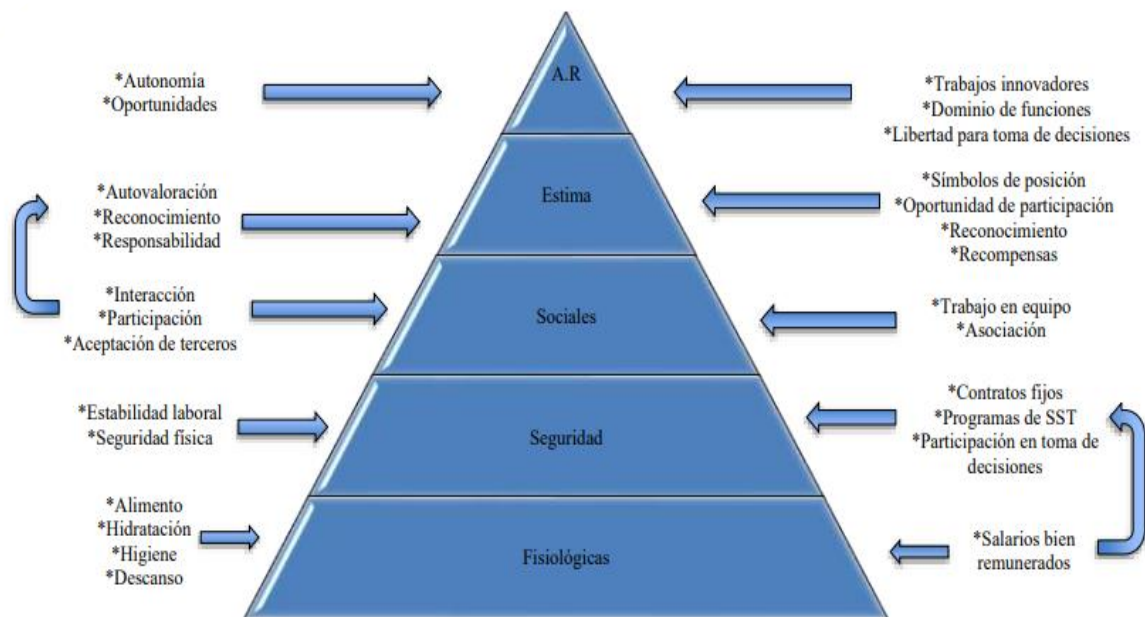 A.R
*Autonomía
*Oportunidades
*Trabajos innovadores
*Dominio de funciones
*Libertad para toma de decisiones
*Autovaloración
*Reconocimiento
*Responsabilidad
Estima
*Símbolos de posición
*Oportunidad de participación
*Reconocimiento
*Recompensas
*Interacción
*Participación
*Aceptación de terceros
Sociales
*Trabajo en equipo
*Asociación
*Estabilidad laboral
*Seguridad física
Seguridad
*Contratos fijos
*Programas de SST
*Participación en toma de
decisiones
*Alimento
*Hidratación
*Higiene
*Descanso
Fisiológicas
*Salarios bien
remunerados